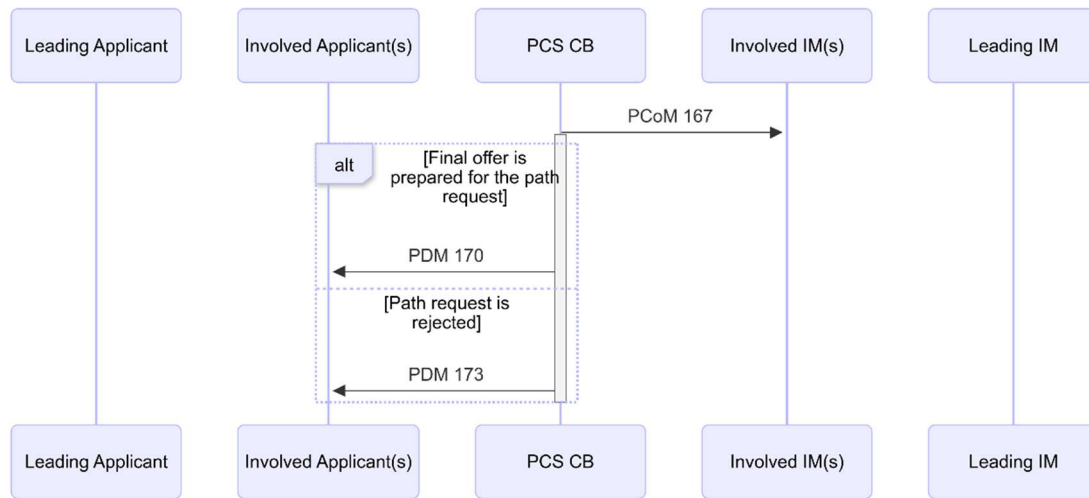 Leading Applicant
Involved Applicant(s)
PCS CB
Involved IM(s)
Leading IM
PCoM 167
alt
[Final offer is
prepared for the path
request]
PDM 170
[Path request is
rejected]
PDM 173
Leading Applicant
Involved Applicant(s)
PCS CB
Involved IM(s)
Leading IM